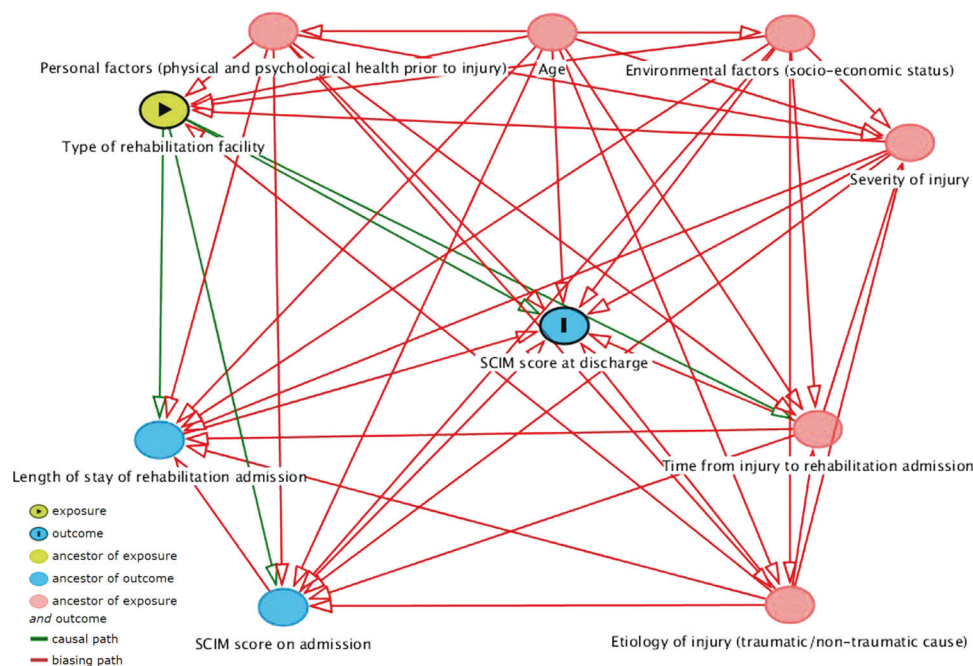 Personal factors (physical and psychological health prior to injury)
Age
Environmental factors (socio-economic status)
Type of rehabilitation facility
Severity of injury
SCIM score at discharge
Time from injury to rehabilitation admission
Length of stay of rehabilitation admission
exposure
outcome
ancestor of exposure
ancestor of outcome
ancestor of exposure
and outcome
causal path
biasing path
SCIM score on admission
Etiology of injury (traumatic/non-traumatic cause)